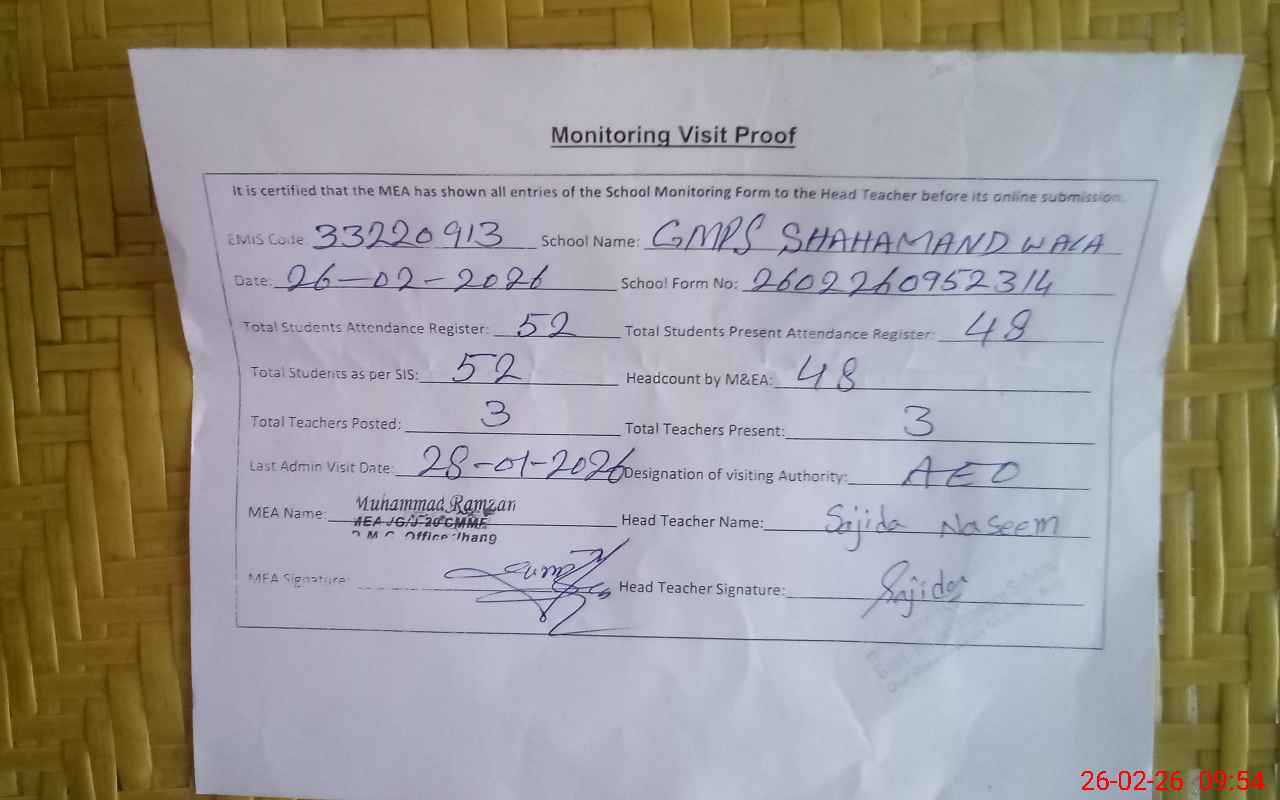 Monitoring Visit Proof
It is certified that the MEA has shown all entries of the School Monitoring Form to the Head Teacher before its online submission.
EMIS Code: 33220913 School Name: GMPS SHAHAMAND WALA
Date: 26-02-2026 School Form No: 2602260952314
Total Students Attendance Register: 52 Total Students Present Attendance Register: 48
Total Students as per SIS: 52 Headcount by M&EA: 48
Total Teachers Posted: 3 Total Teachers Present: 3
Last Admin Visit Date: 28-01-2026 Designation of visiting Authority: AEO
MEA Name: Muhammad Ramzan Head Teacher Name: Sajida Naseem
CMMF
Office Jhang
MEA Signature: Head Teacher Signature: Sajida
26-02-26 09:54